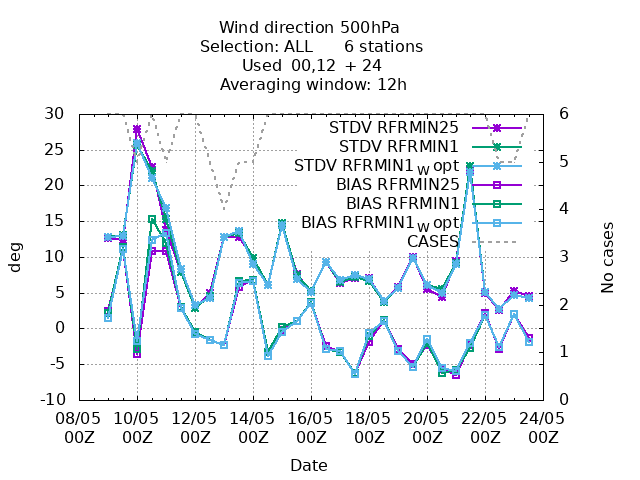 Wind direction 500hPa
Selection: ALL 6 stations
Used 00,12 + 24
Averaging window: 12h
30
25
20
15
10
5
0
-5
-10
6
5
4
3
2
1
0
deg
No cases
STDV RFRMIN25
STDV RFRMIN1
STDV RFRMIN1_w opt
BIAS RFRMIN25
BIAS RFRMIN1
BIAS RFRMIN1_w opt
CASES
08/05 10/05 12/05 14/05 16/05 18/05 20/05 22/05 24/05
00Z 00Z 00Z 00Z 00Z 00Z 00Z 00Z 00Z
Date